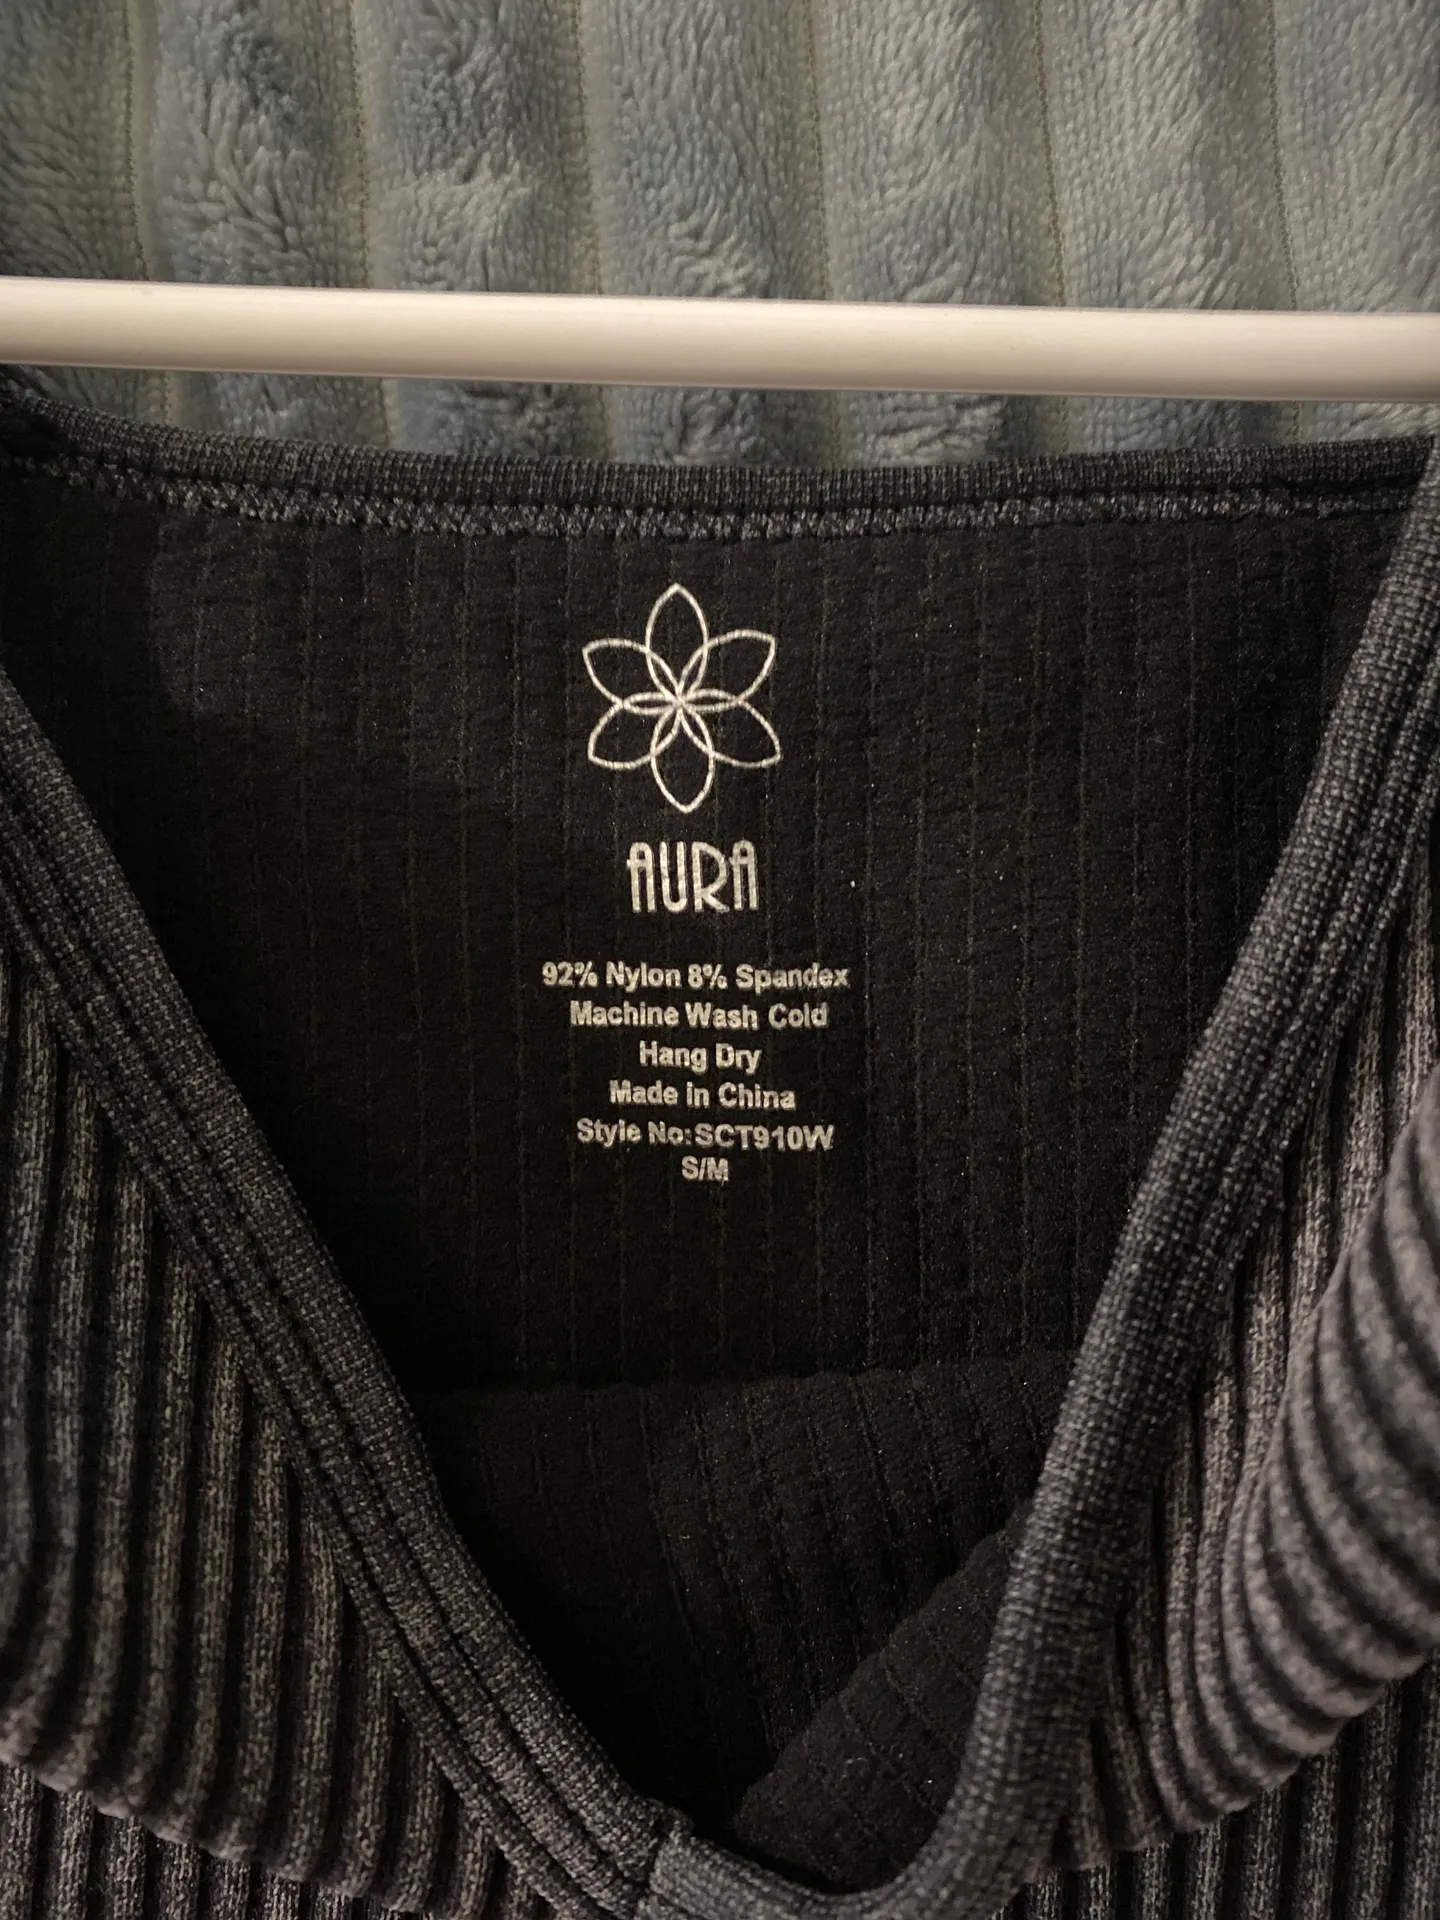 AURA
92% Nylon 8% Spandex
Machine Wash Cold
Hang Dry
Made in China
Style No:SCT910W
S/M